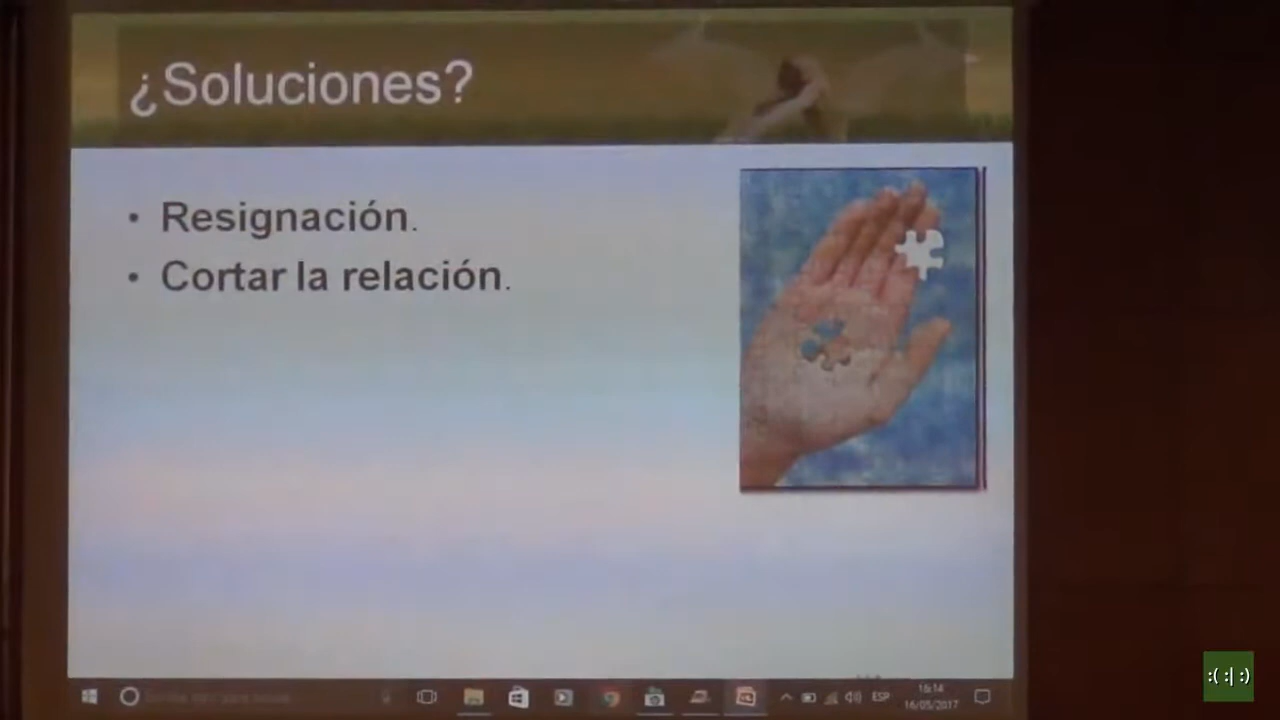 ¿Soluciones?
• Resignación.
• Cortar la relación.
ESP
16:14
16/05/2017
:( :| :)